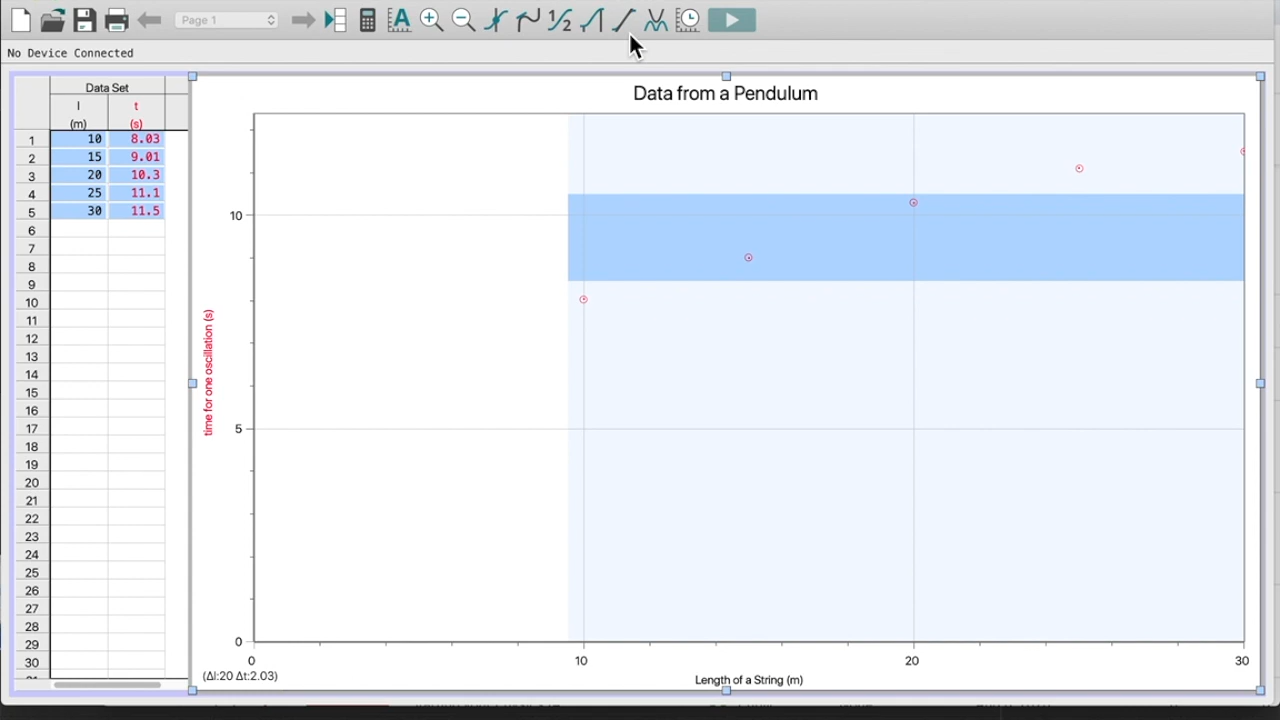 Page 1
No Device Connected
Data Set
l t
(m) (s)
1 10 8.03
2 15 9.01
3 20 10.3
4 25 11.1
5 30 11.5
6
7
8
9
10
11
12
13
14
15
16
17
18
19
20
21
22
23
24
25
26
27
28
29
30
Data from a Pendulum
time for one oscillation (s)
10
5
0
0 10 20 30
(Δl:20 Δt:2.03)
Length of a String (m)